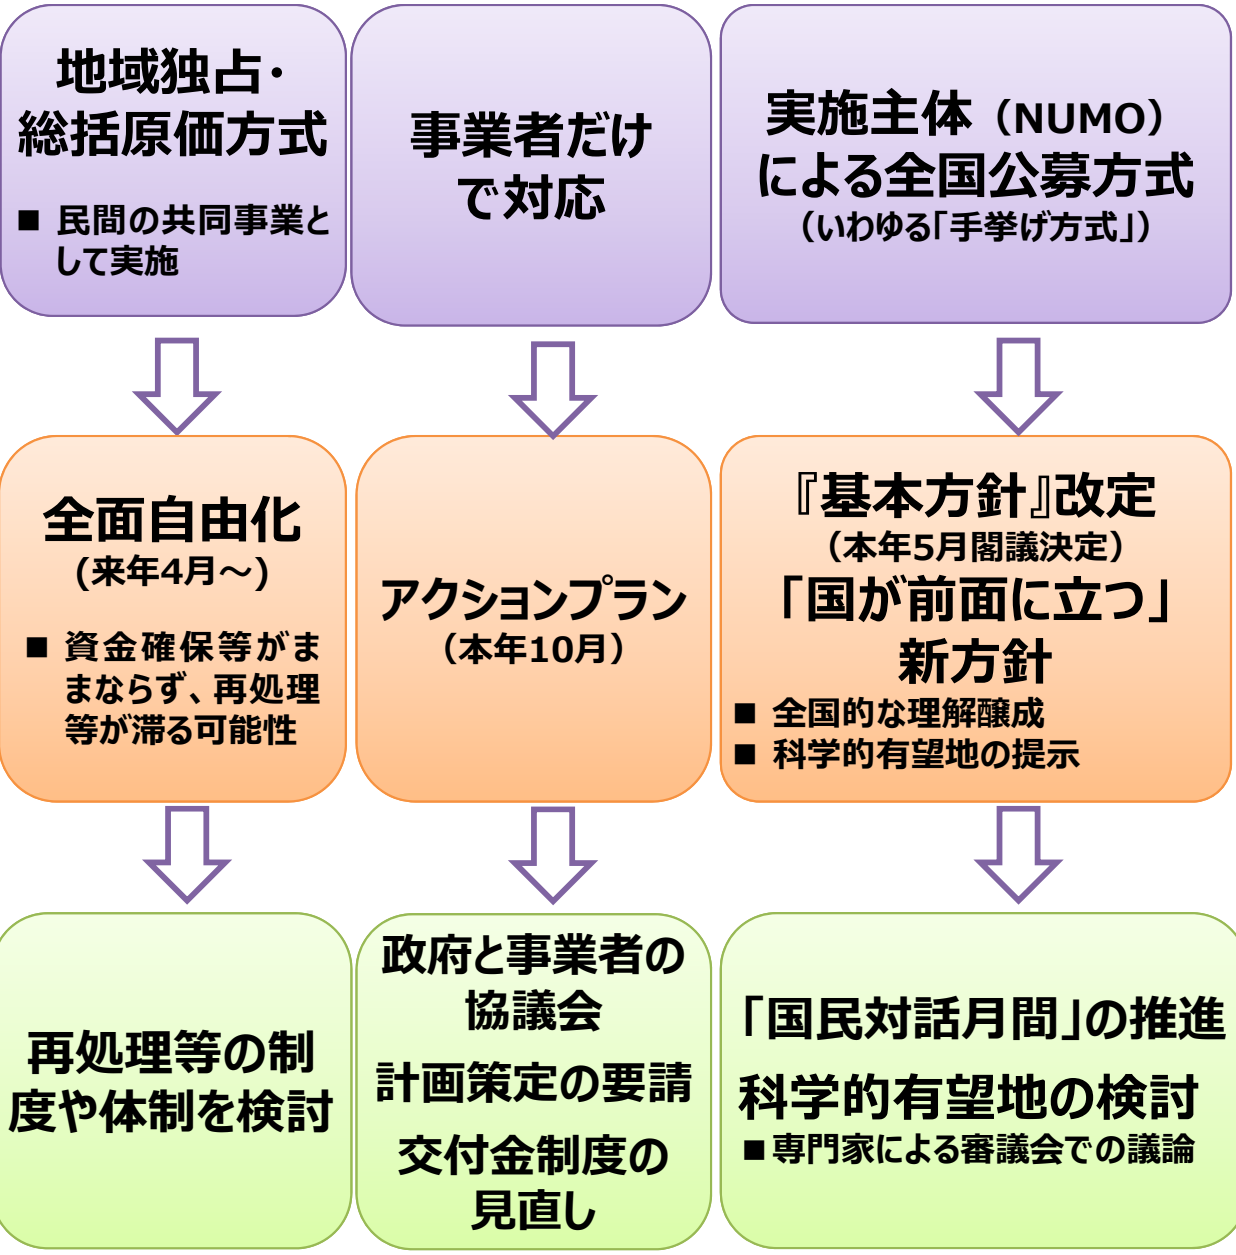 地域独占・
総括原価方式
■ 民間の共同事業と
して実施
事業者だけ
で対応
実施主体（NUMO）
による全国公募方式
（いわゆる「手挙げ方式」）
全面自由化
(来年4月～)
■ 資金確保等がま
まならず、再処理
等が滞る可能性
アクションプラン
（本年10月）
『基本方針』改定
（本年5月閣議決定）
「国が前面に立つ」
新方針
■ 全国的な理解醸成
■ 科学的有望地の提示
再処理等の制
度や体制を検討
政府と事業者の
協議会
計画策定の要請
交付金制度の
見直し
「国民対話月間」の推進
科学的有望地の検討
■専門家による審議会での議論